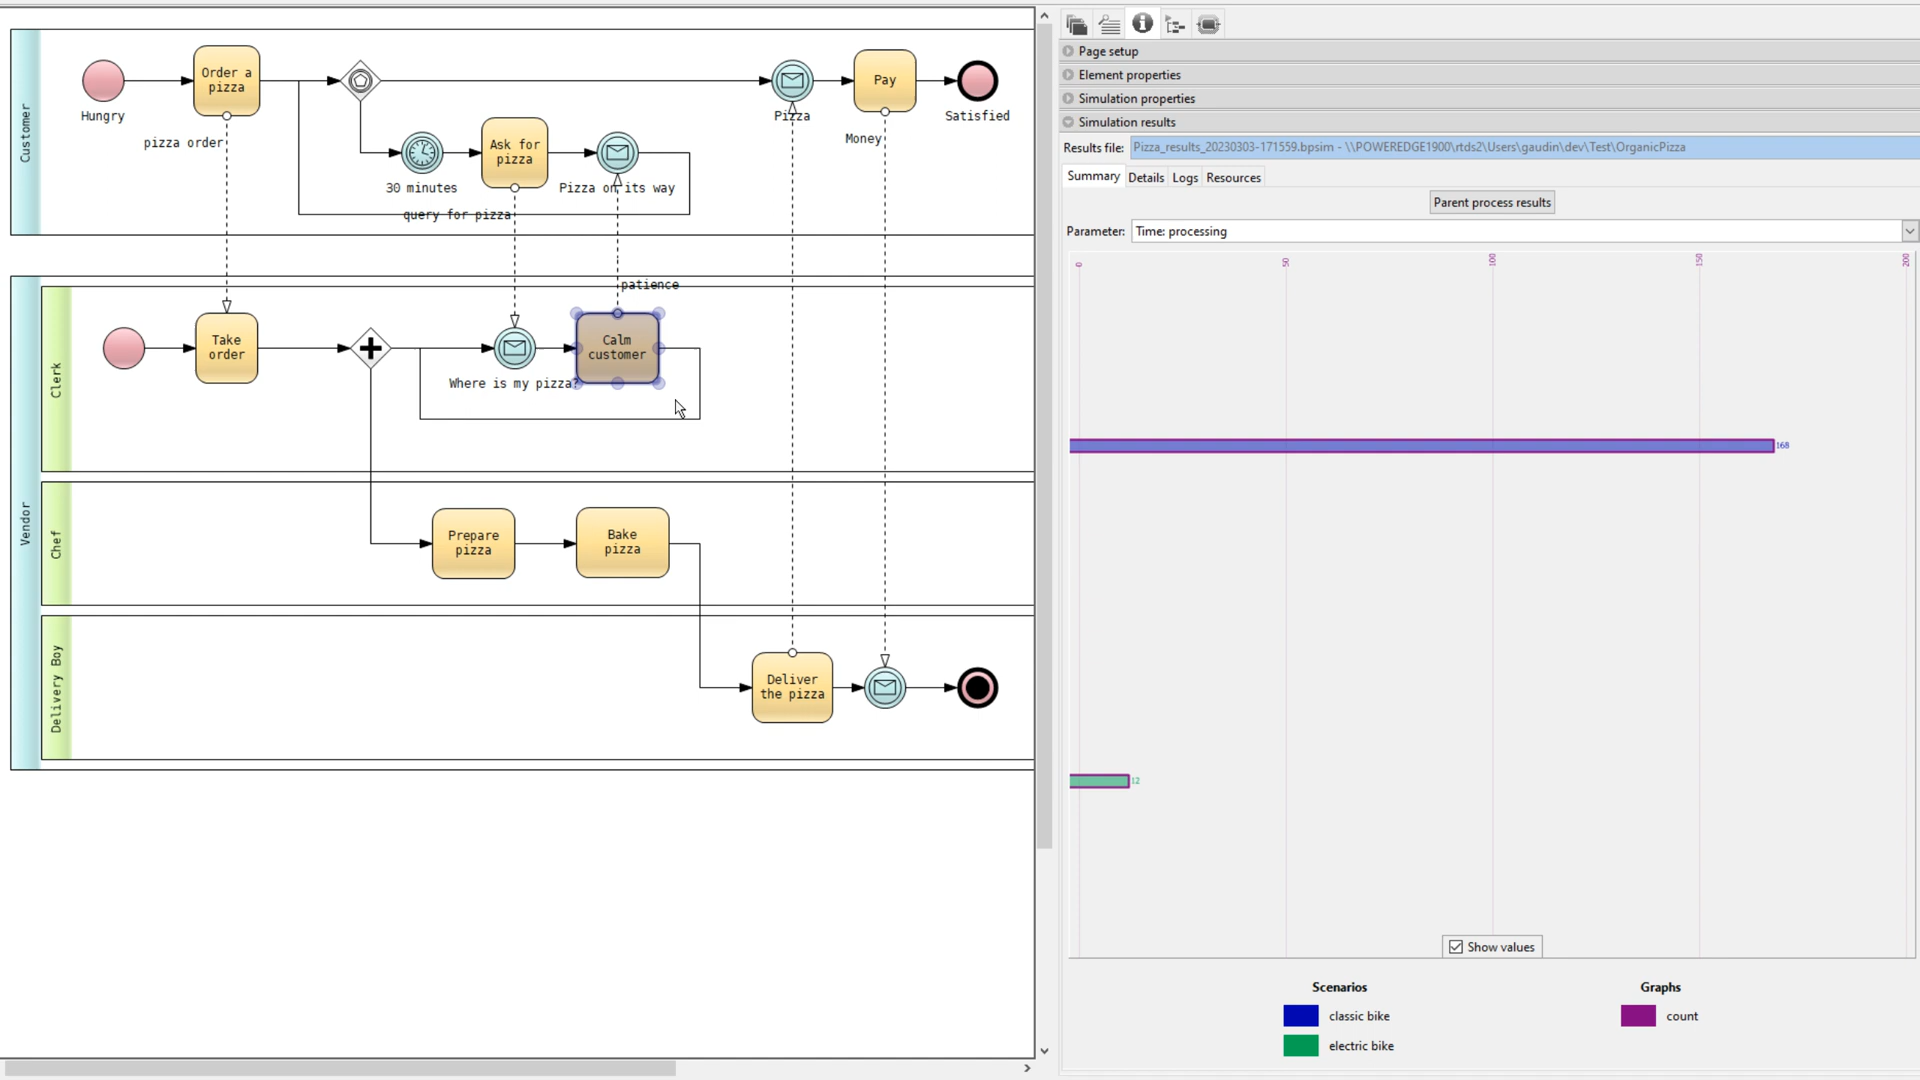 Customer
Hungry
Order a
pizza
pizza order
30 minutes
Ask for
pizza
Pizza on its way
query for pizza
Pizza
Pay
Money
Satisfied
Vendor
Clerk
Take
order
Where is my pizza?
Calm
customer
patience
Chef
Prepare
pizza
Bake
pizza
Delivery Boy
Deliver
the pizza
Page setup
Element properties
Simulation properties
Simulation results
Results file: Pizza_results_20230303-171559.bpsim - \\POWEREDGE1900\rtds2\Users\gaudin\dev\Test\OrganicPizza
Summary Details Logs Resources
Parent process results
Parameter: Time: processing
0 50 100 150 200
168
12
Show values
Scenarios Graphs
classic bike count
electric bike